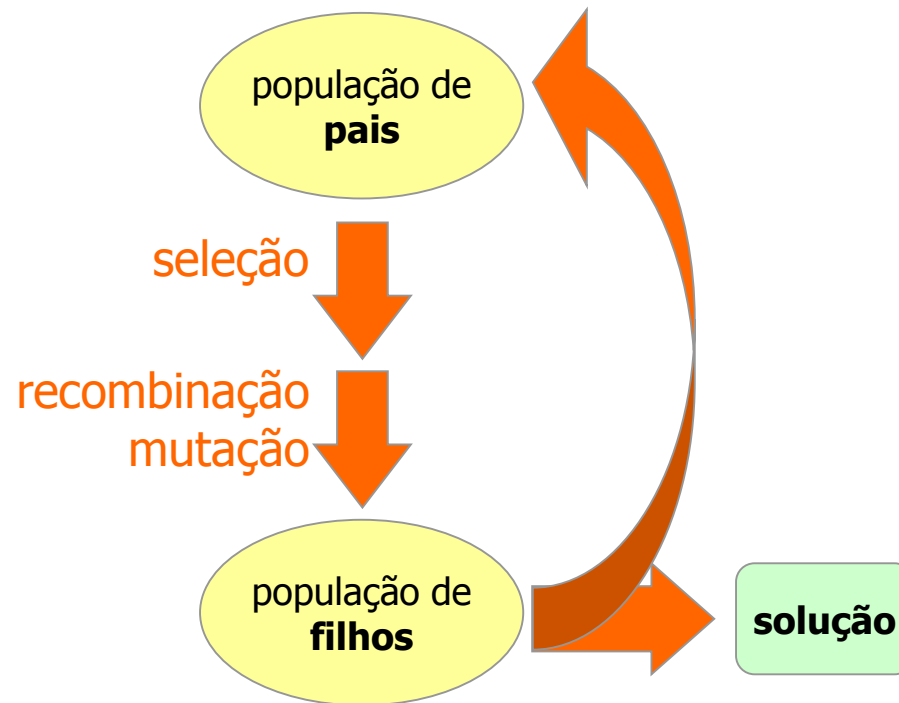 população de
pais
seleção
recombinação
mutação
população de
filhos
solução